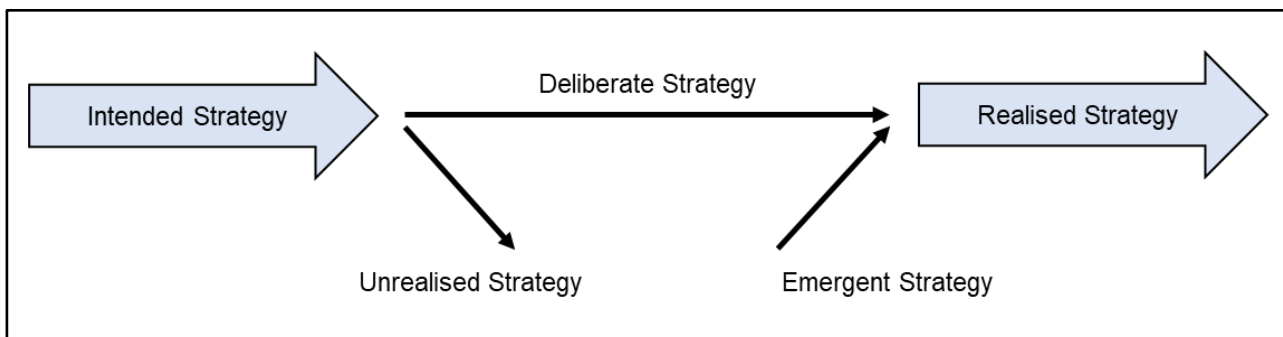 Deliberate Strategy
Intended Strategy
Realised Strategy
Unrealised Strategy
Emergent Strategy